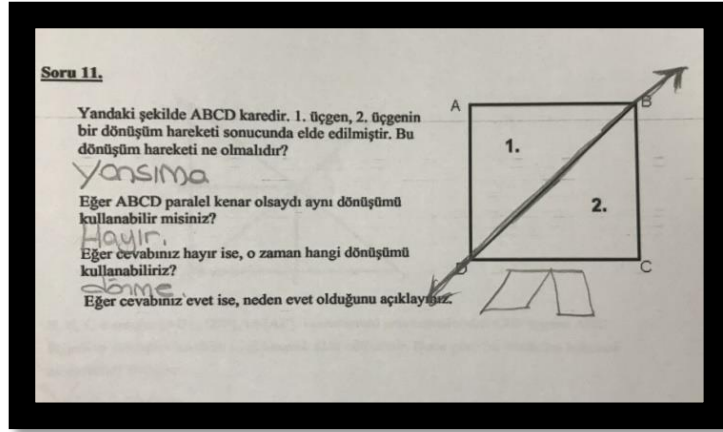 Soru 11.
Yandaki şekilde ABCD karedir. 1. üçgen, 2. üçgenin
bir dönüşüm hareketi sonucunda elde edilmiştir. Bu
dönüşüm hareketi ne olmalıdır?
Yansıma
Eğer ABCD paralel kenar olsaydı aynı dönüşümü
kullanabilir misiniz?
Hayır.
Eğer cevabınız hayır ise, o zaman hangi dönüşümü
kullanabiliriz?
dönme
Eğer cevabınız evet ise, neden evet olduğunu açıklayınız.
A
B
1.
2.
D
C